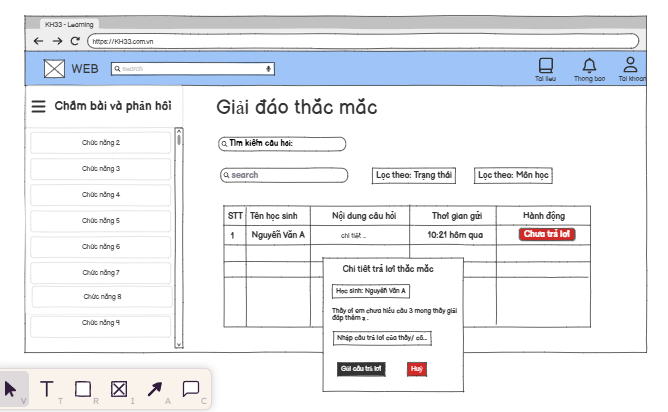 KH33 - Learning
https://KH33.com.vn
WEB
search
Tài liệu
Thông báo
Tài khoản
Chấm bài và phản hồi
Giải đáo thắc mắc
Chức năng 2
Tìm kiếm câu hỏi:
Chức năng 3
search
Lọc theo: Trạng thái
Lọc theo: Môn học
Chức năng 4
Chức năng 5
STT
Tên học sinh
Nội dung câu hỏi
Thời gian gửi
Hành động
1
Nguyễn Văn A
chi tiết ...
10:21 hôm qua
Chưa trả lời
Chức năng 6
Chức năng 7
Chức năng 8
Chức năng 9
Chi tiết trả lời thắc mắc
Học sinh: Nguyễn Văn A
Thầy ơi em chưa hiểu câu 3 mong thầy giải
đáp thêm ạ .
Nhập câu trả lời của thầy/ cô...
Gửi câu trả lời
Huỷ
V
T
T
R
I
A
C